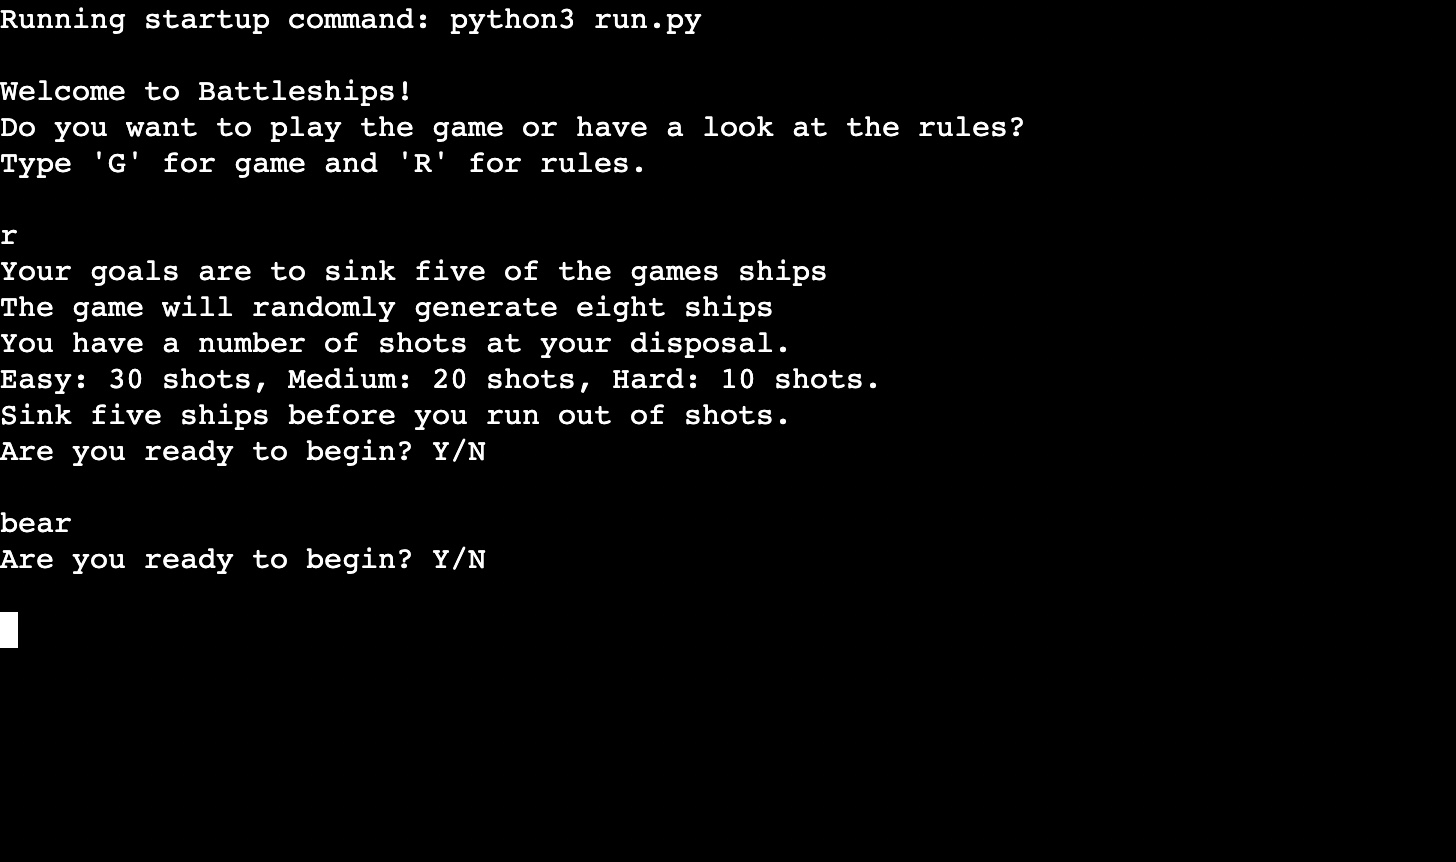 Running startup command: python3 run.py
Welcome to Battleships!
Do you want to play the game or have a look at the rules?
Type 'G' for game and 'R' for rules.
r
Your goals are to sink five of the games ships
The game will randomly generate eight ships
You have a number of shots at your disposal.
Easy: 30 shots, Medium: 20 shots, Hard: 10 shots.
Sink five ships before you run out of shots.
Are you ready to begin? Y/N
bear
Are you ready to begin? Y/N